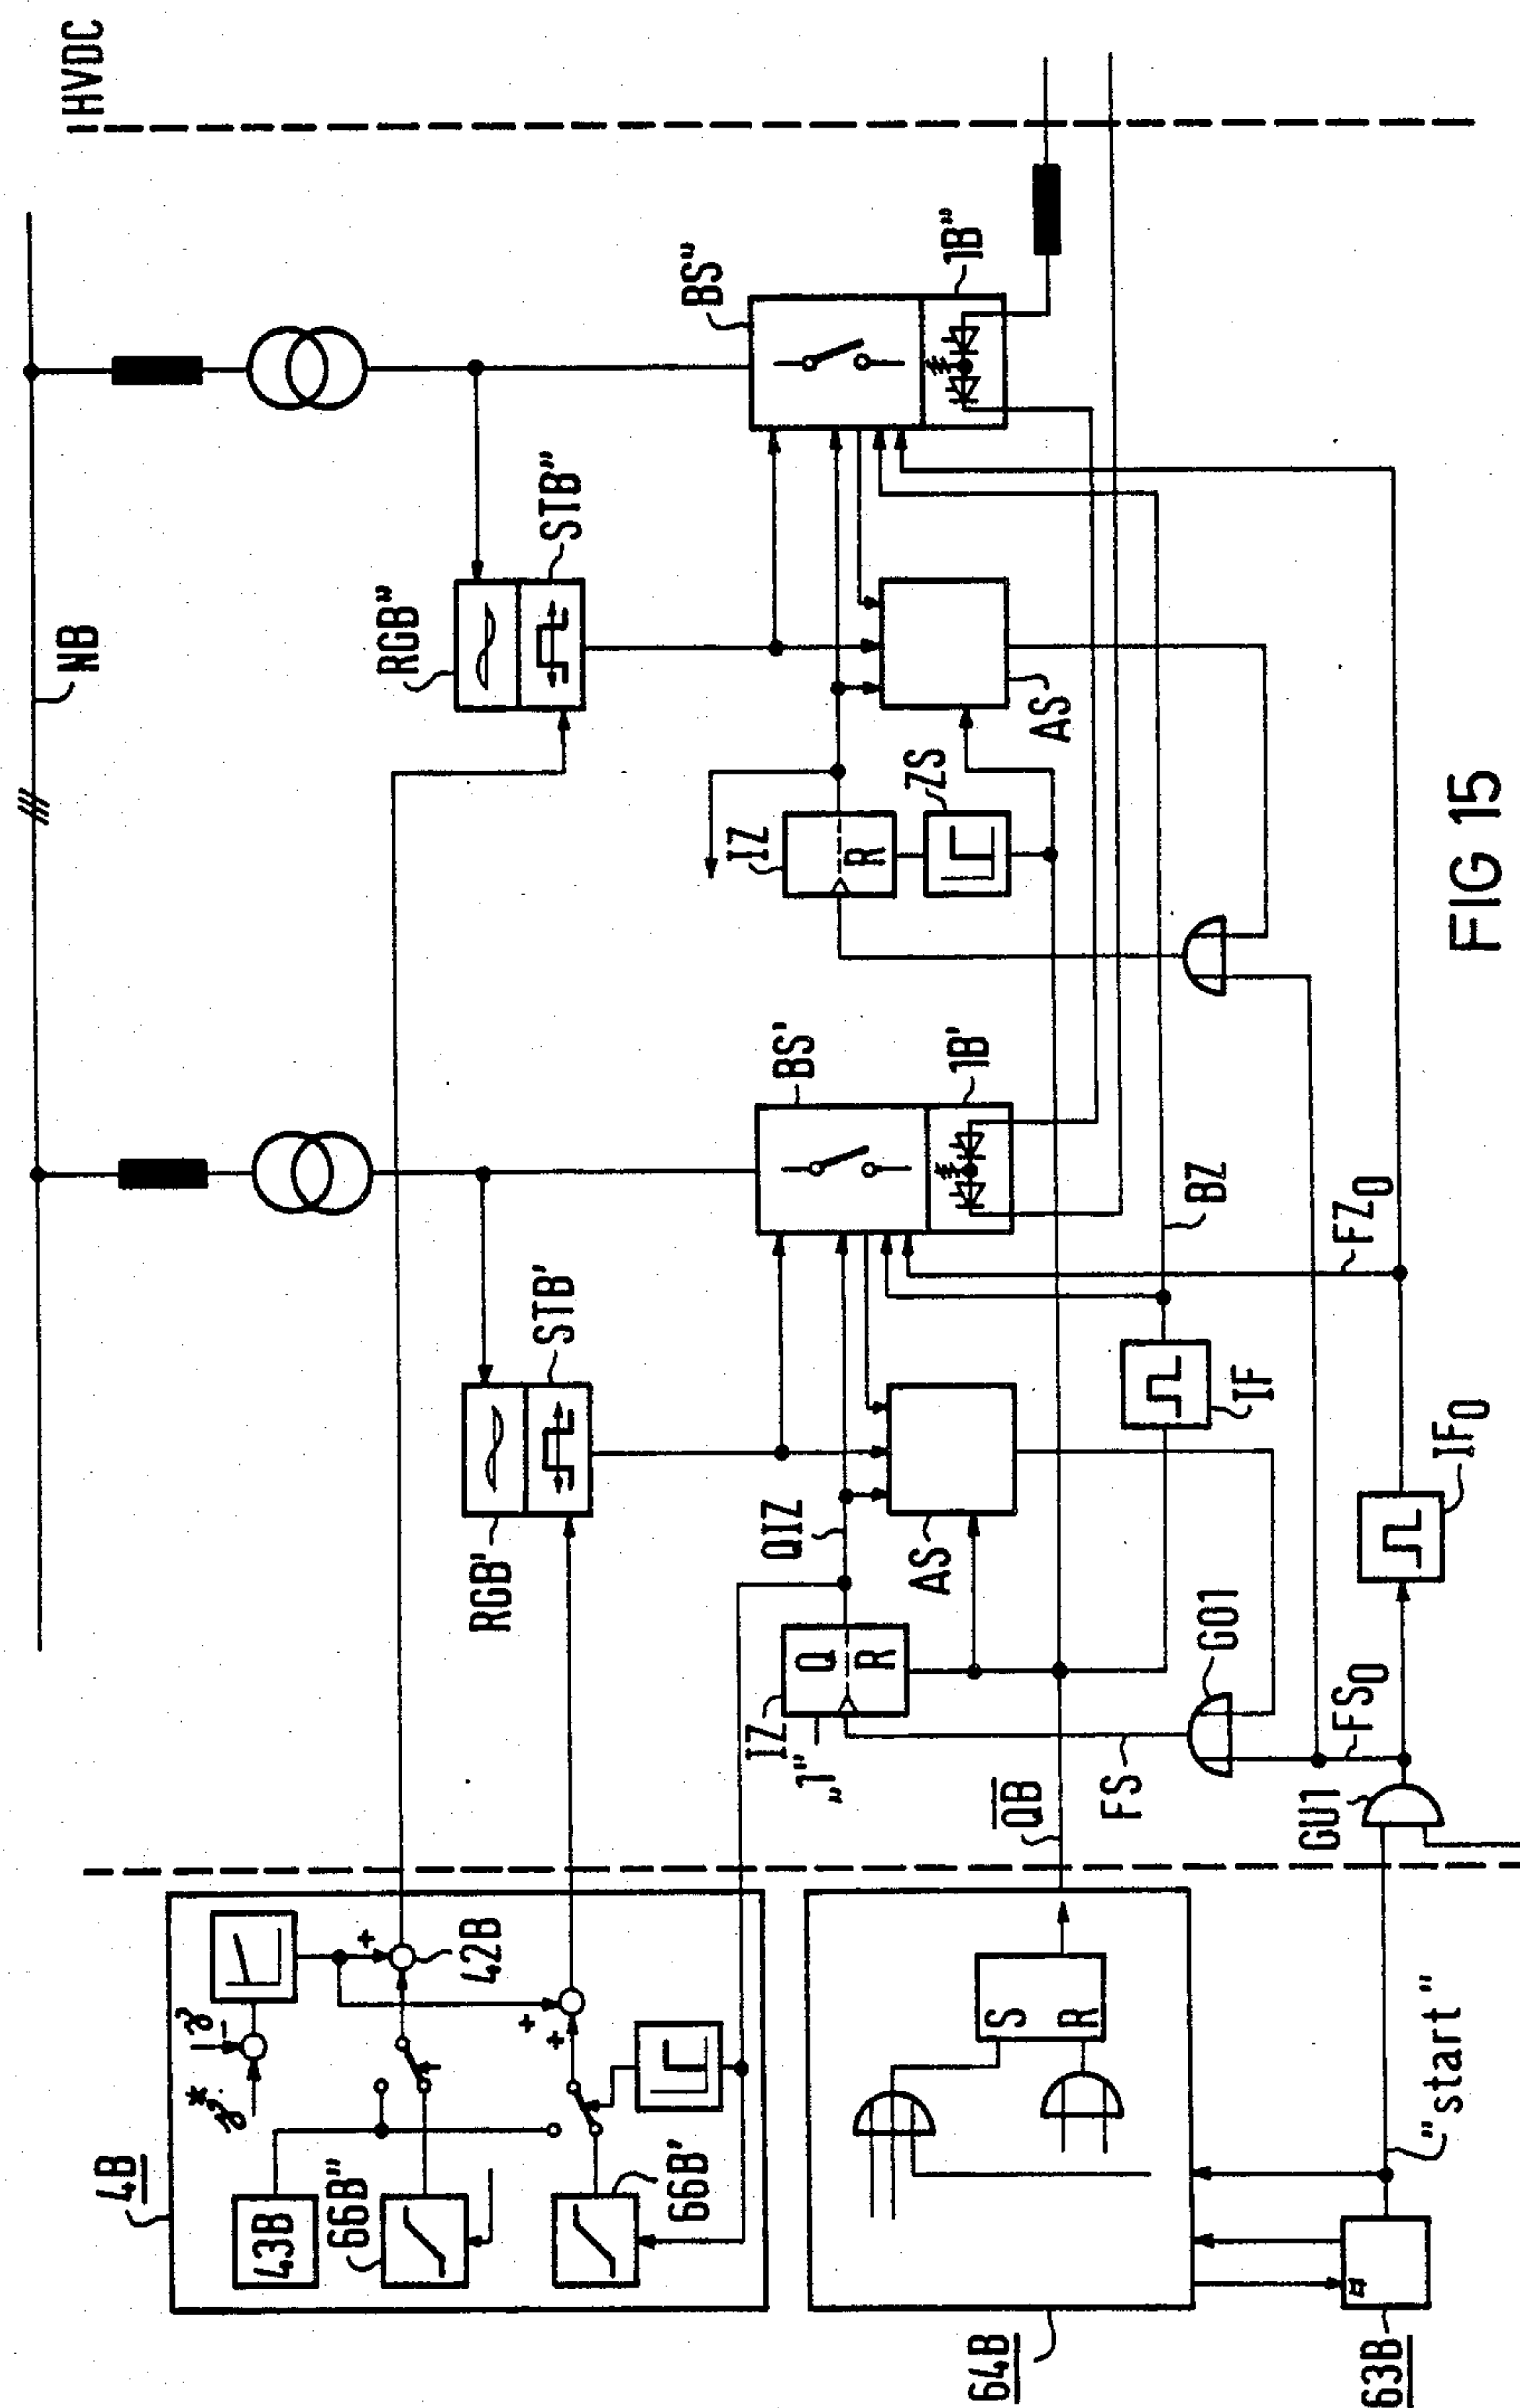 HVDC
NB
RGB"
STB"
BS"
1B"
IZ
R
ZS
AS
RGB'
STB'
BS'
1B'
QIZ
AS
IZ
Q
R
„1"
FS
GO1
IF
BZ
FZ0
IF0
FS0
GU1
QB
4B
43B
66B"
66B'
42B
γ*
γ
-
+
+
+
64B
S
R
63B
¤
"start"
FIG 15